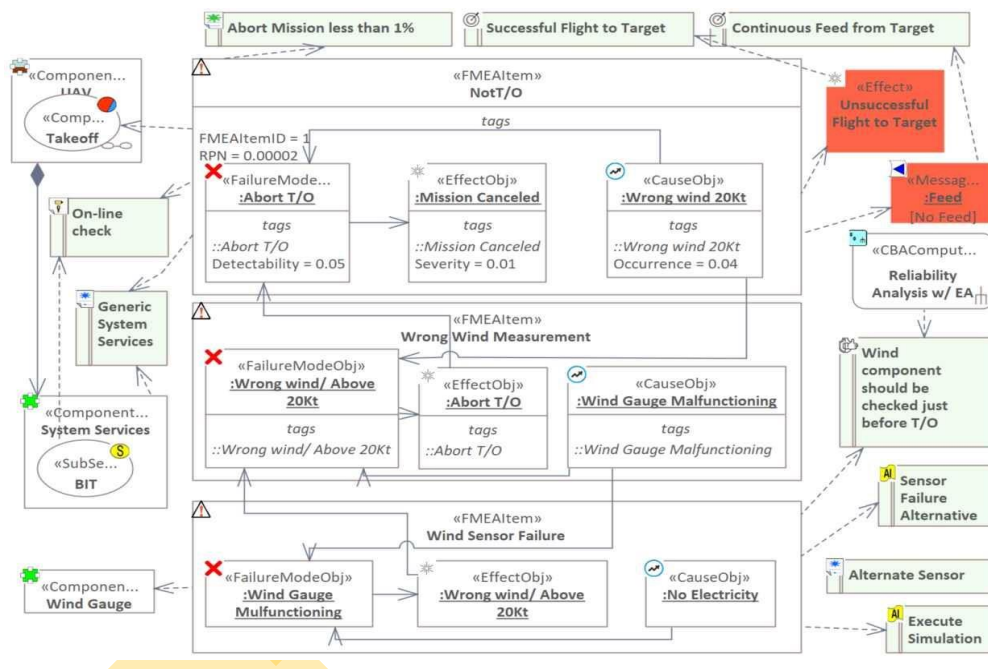 Abort Mission less than 1%
Successful Flight to Target
Continuous Feed from Target
«Componen...
UAV
«Comp...
Takeoff
«FMEAItem»
NotT/O
tags
FMEAItemID = 1
RPN = 0.00002
«FailureMode...
:Abort T/O
tags
::Abort T/O
Detectability = 0.05
«EffectObj»
:Mission Canceled
tags
::Mission Canceled
Severity = 0.01
«CauseObj»
:Wrong wind 20Kt
tags
::Wrong wind 20Kt
Occurrence = 0.04
«Effect»
Unsuccessful
Flight to Target
«Messag...
:Feed
[No Feed]
On-line
check
Generic
System
Services
«CBAComput...
Reliability
Analysis w/ EA
«FMEAItem»
Wrong Wind Measurement
«FailureModeObj»
:Wrong wind/ Above
20Kt
tags
::Wrong wind/ Above 20Kt
«EffectObj»
:Abort T/O
tags
::Abort T/O
«CauseObj»
:Wind Gauge Malfunctioning
tags
::Wind Gauge Malfunctioning
Wind
component
should be
checked just
before T/O
«Component...
System Services
«SubSe...
BIT
S
AI
Sensor
Failure
Alternative
«FMEAItem»
Wind Sensor Failure
«FailureModeObj»
:Wind Gauge
Mulfunctioning
«EffectObj»
:Wrong wind/ Above
20Kt
«CauseObj»
:No Electricity
«Componen...
Wind Gauge
Alternate Sensor
AI
Execute
Simulation